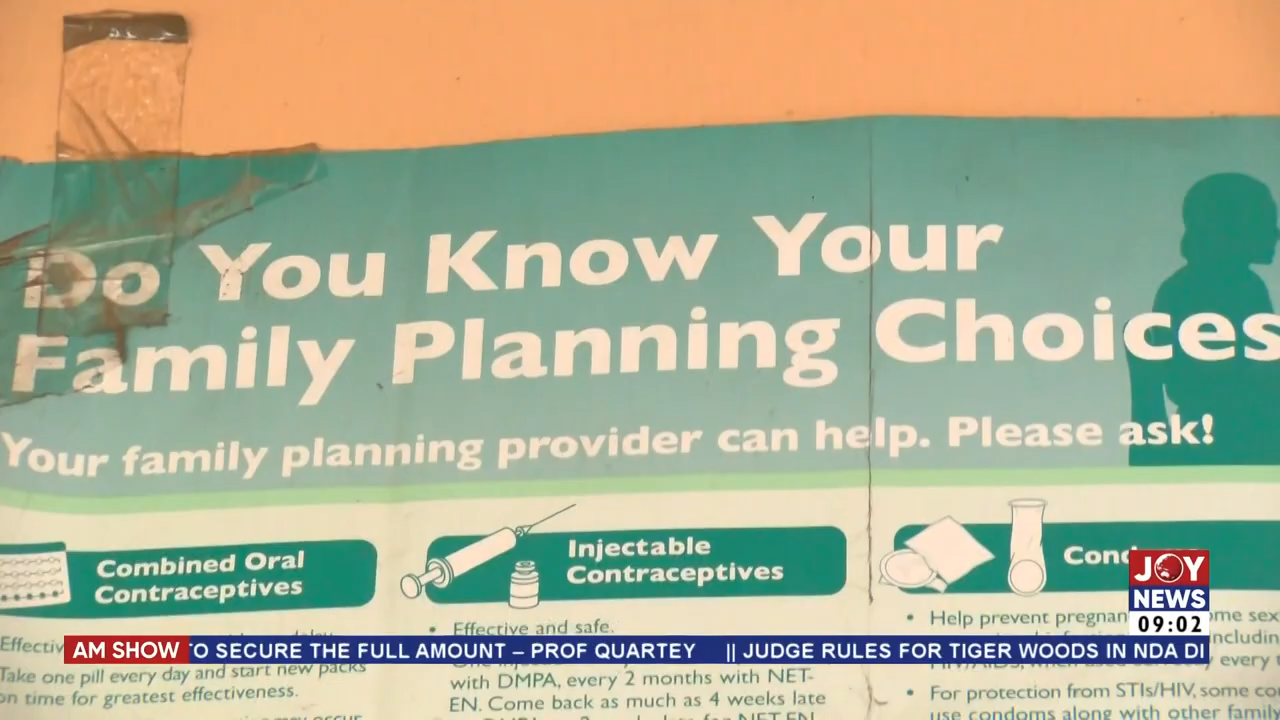 Do You Know Your
Family Planning Choices
Your family planning provider can help. Please ask!
Combined Oral
Contraceptives
Injectable
Contraceptives
Effective and safe.
with DMPA, every 2 months with NET-
EN. Come back as much as 4 weeks late
Take one pill every day and start new packs
on time for greatest effectiveness.
• Help prevent
• For protection from STIs/HIV, some
use condoms along with other family
JOY
NEWS
09:02
AM SHOW
TO SECURE THE FULL AMOUNT – PROF QUARTEY || JUDGE RULES FOR TIGER WOODS IN NDA DI